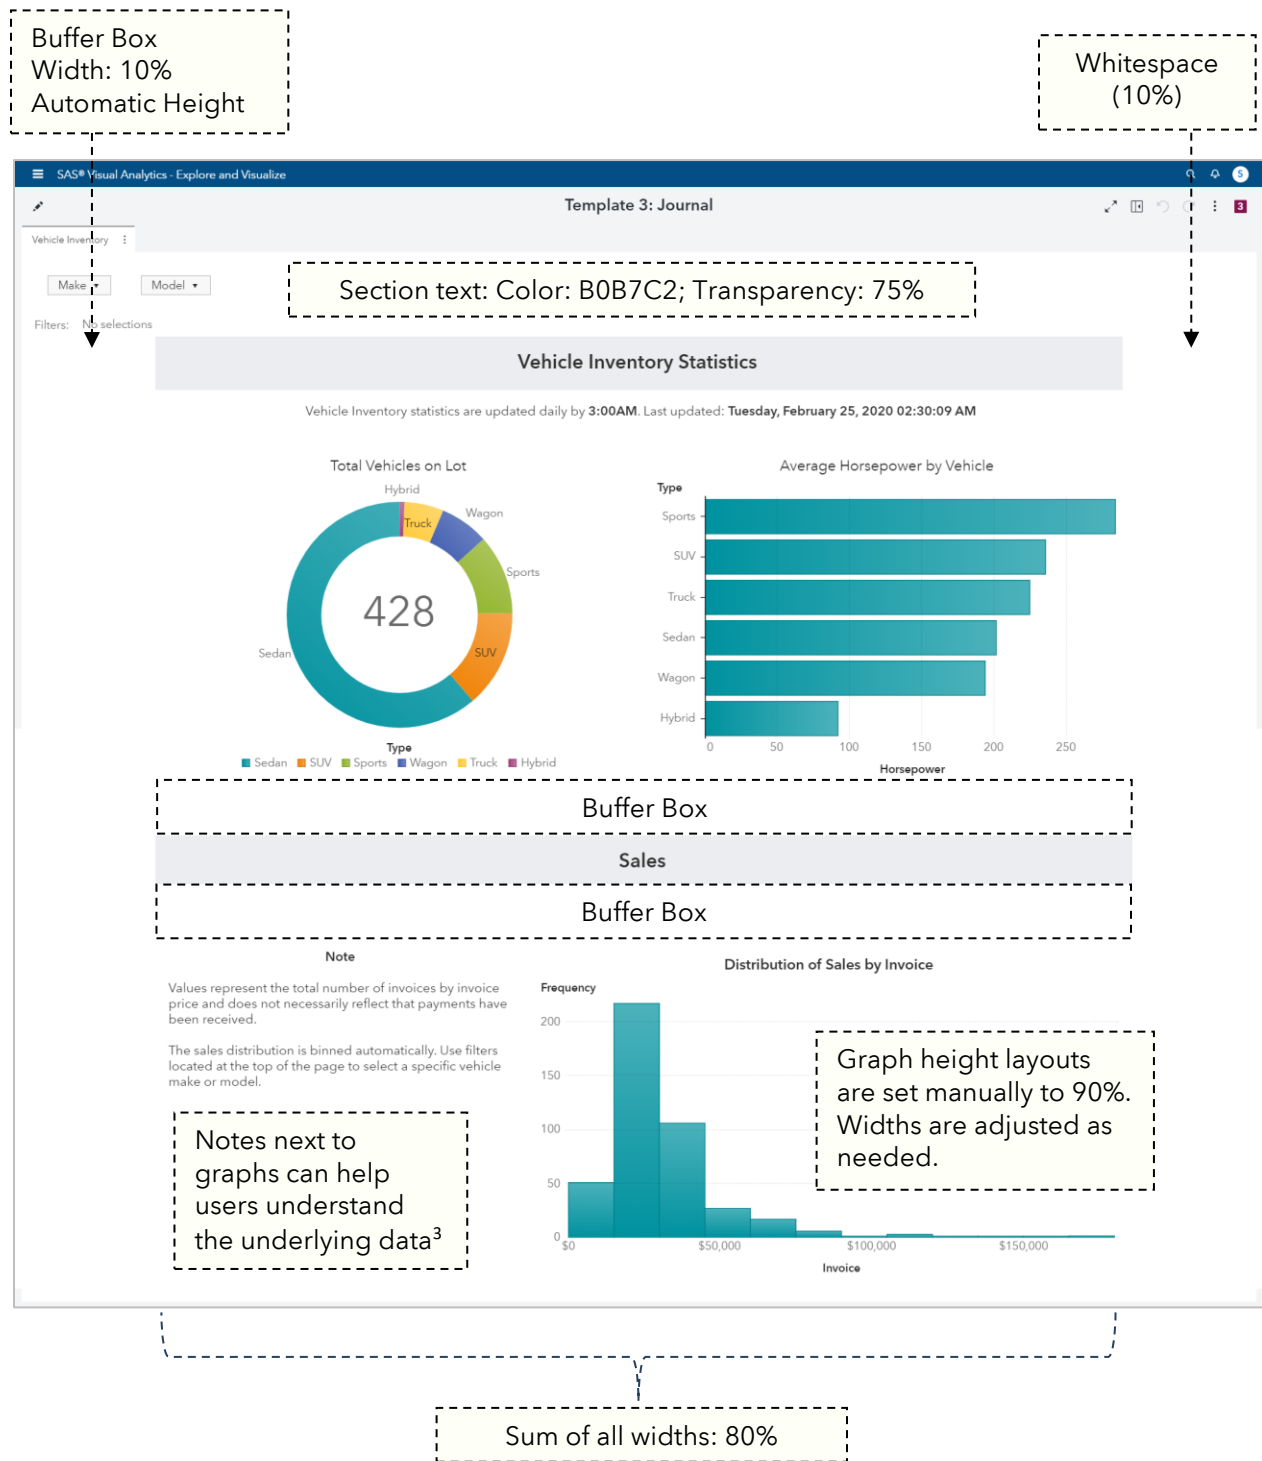 Buffer Box
Width: 10%
Automatic Height
Whitespace
(10%)
SAS® Visual Analytics - Explore and Visualize
S
Template 3: Journal
3
Vehicle Inventory
Make
Model
Section text: Color: B0B7C2; Transparency: 75%
Filters: No selections
Vehicle Inventory Statistics
Vehicle Inventory statistics are updated daily by 3:00AM. Last updated: Tuesday, February 25, 2020 02:30:09 AM
Total Vehicles on Lot
Hybrid
Truck
Wagon
Sports
428
Sedan
SUV
Type
Sedan SUV Sports Wagon Truck Hybrid
Average Horsepower by Vehicle
Type
Sports
SUV
Truck
Sedan
Wagon
Hybrid
0 50 100 150 200 250
Horsepower
Buffer Box
Sales
Buffer Box
Note
Values represent the total number of invoices by invoice
price and does not necessarily reflect that payments have
been received.
The sales distribution is binned automatically. Use filters
located at the top of the page to select a specific vehicle
make or model.
Notes next to
graphs can help
users understand
the underlying data³
Distribution of Sales by Invoice
Frequency
200
150
100
50
0
$0 $50,000 $100,000 $150,000
Invoice
Graph height layouts
are set manually to 90%.
Widths are adjusted as
needed.
Sum of all widths: 80%